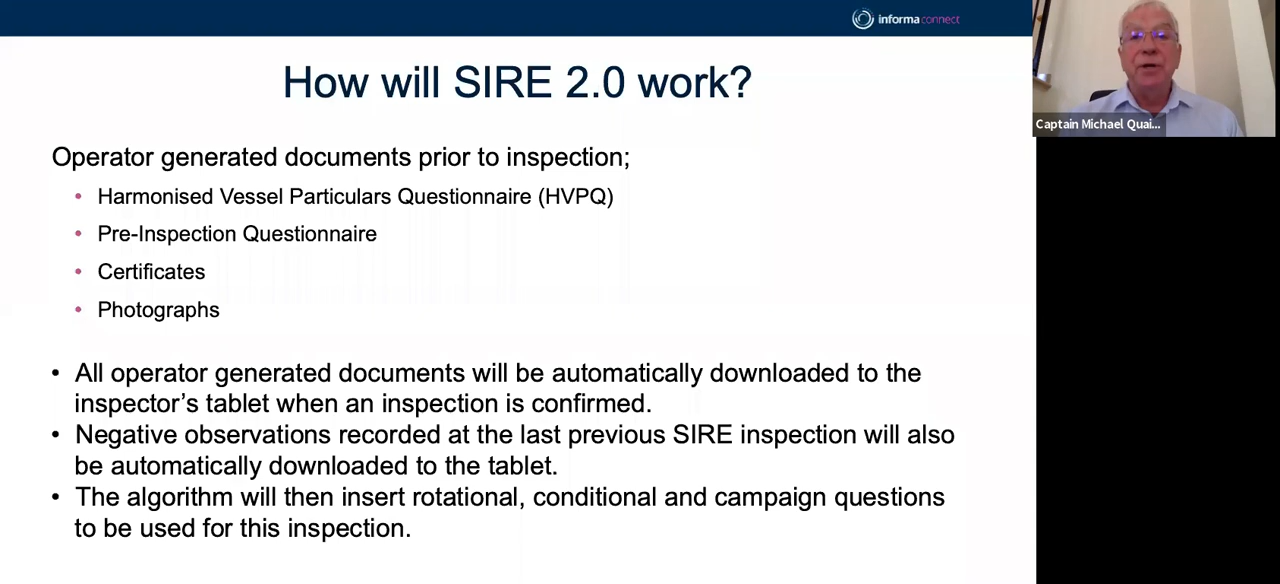 informa connect
How will SIRE 2.0 work?
Captain Michael Quai...
Operator generated documents prior to inspection;
• Harmonised Vessel Particulars Questionnaire (HVPQ)
• Pre-Inspection Questionnaire
• Certificates
• Photographs
• All operator generated documents will be automatically downloaded to the
inspector’s tablet when an inspection is confirmed.
• Negative observations recorded at the last previous SIRE inspection will also
be automatically downloaded to the tablet.
• The algorithm will then insert rotational, conditional and campaign questions
to be used for this inspection.